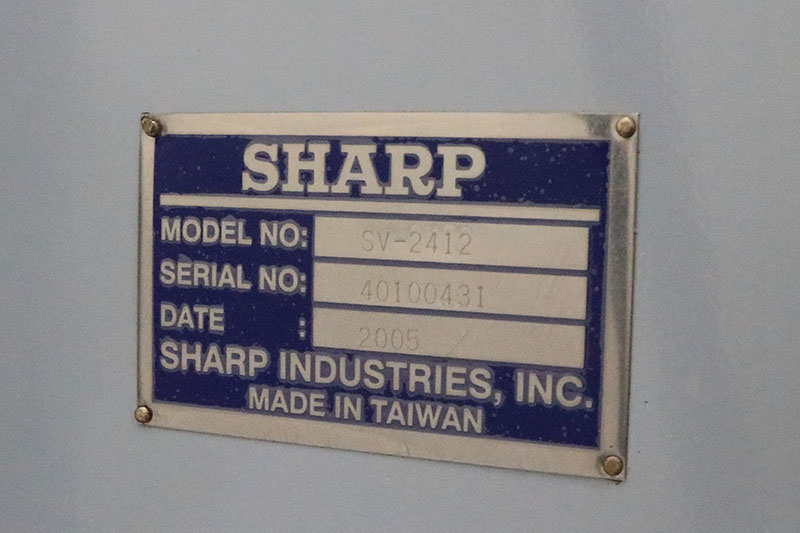 SHARP
MODEL NO: SV-2412
SERIAL NO: 40100431
DATE : 2005 /
SHARP INDUSTRIES, INC.
MADE IN TAIWAN